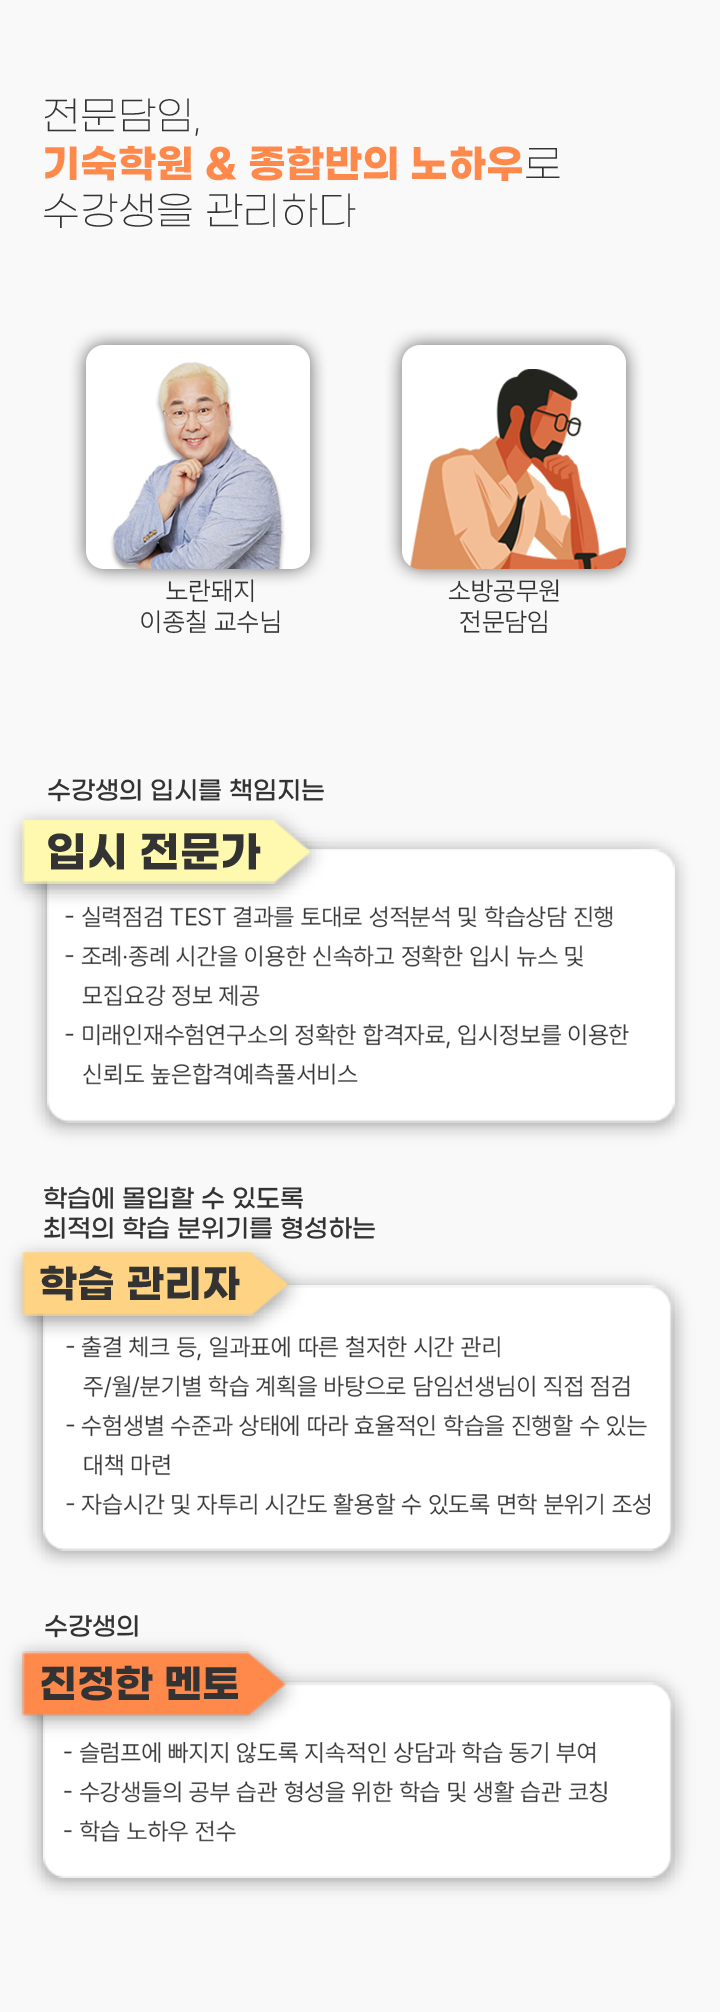 전문담임,
기숙학원 & 종합반의 노하우로
수강생을 관리하다
노란돼지
이종칠 교수님
소방공무원
전문담임
수강생의 입시를 책임지는
입시 전문가
- 실력점검 TEST 결과를 토대로 성적분석 및 학습상담 진행
- 조례·종례 시간을 이용한 신속하고 정확한 입시 뉴스 및
모집요강 정보 제공
- 미래인재수험연구소의 정확한 합격자료, 입시정보를 이용한
신뢰도 높은합격예측풀서비스
학습에 몰입할 수 있도록
최적의 학습 분위기를 형성하는
학습 관리자
- 출결 체크 등, 일과표에 따른 철저한 시간 관리
주/월/분기별 학습 계획을 바탕으로 담임선생님이 직접 점검
- 수험생별 수준과 상태에 따라 효율적인 학습을 진행할 수 있는
대책 마련
- 자습시간 및 자투리 시간도 활용할 수 있도록 면학 분위기 조성
수강생의
진정한 멘토
- 슬럼프에 빠지지 않도록 지속적인 상담과 학습 동기 부여
- 수강생들의 공부 습관 형성을 위한 학습 및 생활 습관 코칭
- 학습 노하우 전수